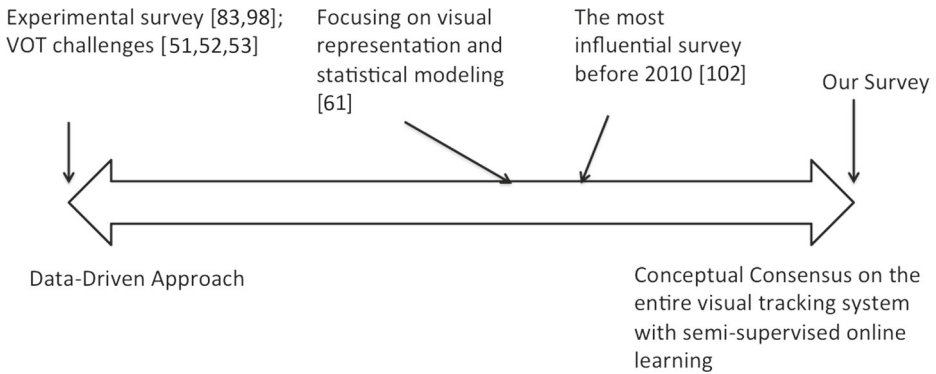 Experimental survey [83,98];
VOT challenges [51,52,53]
Focusing on visual
representation and
statistical modeling
[61]
The most
influential survey
before 2010 [102]
Our Survey
Data-Driven Approach
Conceptual Consensus on the
entire visual tracking system
with semi-supervised online
learning